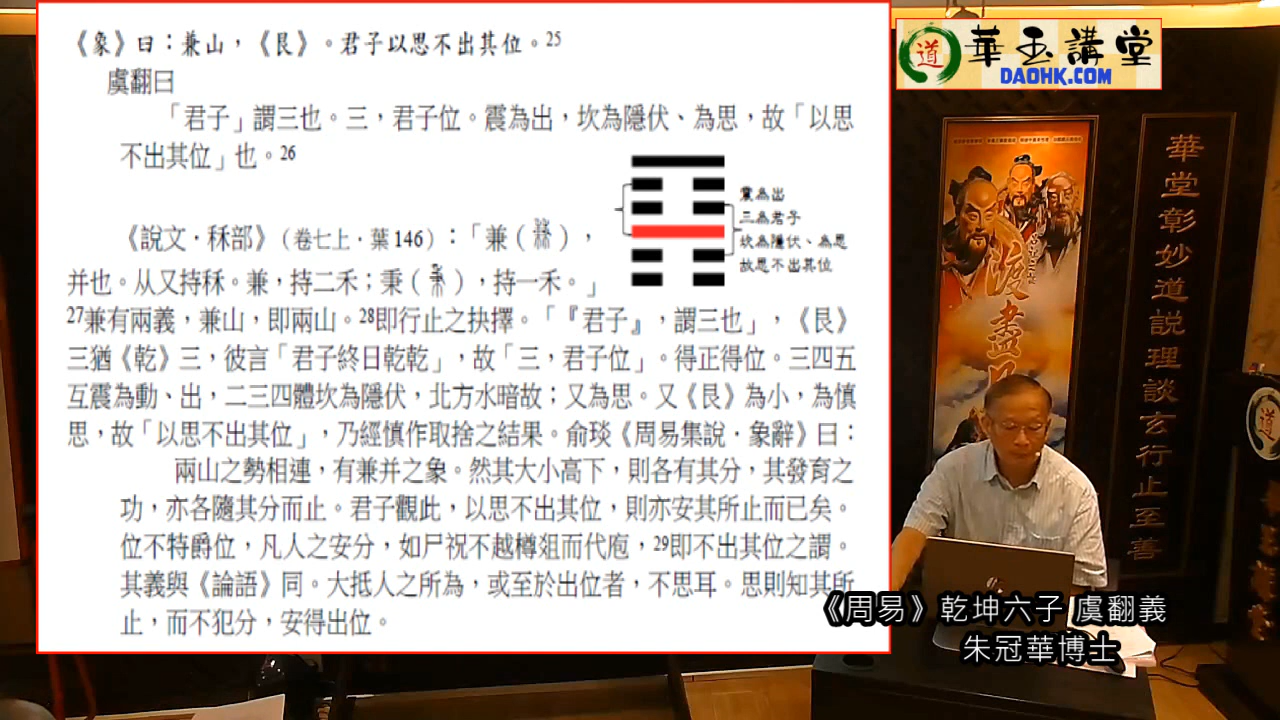 《象》曰：兼山，《艮》。君子以思不出其位。25
虞翻曰
「君子」謂三也。三，君子位。震為出，坎為隱伏、為思，故「以思
不出其位」也。26
震為出
三為君子
坎為隱伏、為思
故思不出其位
《說文·秝部》（卷七上·葉146）：「兼（），
并也。从又持秝。兼，持二禾；秉（），持一禾。」
27兼有兩義，兼山，即兩山。28即行止之抉擇。「『君子』，謂三也」，《艮》
三猶《乾》三，彼言「君子終日乾乾」，故「三，君子位」。得正得位。三四五
互震為動、出，二三四體坎為隱伏，北方水暗故；又為思。又《艮》為小，為慎
思，故「以思不出其位」，乃經慎作取捨之結果。俞琰《周易集說·象辭》曰：
兩山之勢相連，有兼并之象。然其大小高下，則各有其分，其發育之
功，亦各隨其分而止。君子觀此，以思不出其位，則亦安其所止而已矣。
位不特爵位，凡人之安分，如尸祝不越樽俎而代庖，29即不出其位之謂。
其義與《論語》同。大抵人之所為，或至於出位者，不思耳。思則知其所
止，而不犯分，安得出位。
道 華玉講堂
DAOHK.COM
渡盡
華堂彰妙道說理談玄行止至善
道
《周易》乾坤六子 虞翻義
朱冠華博士